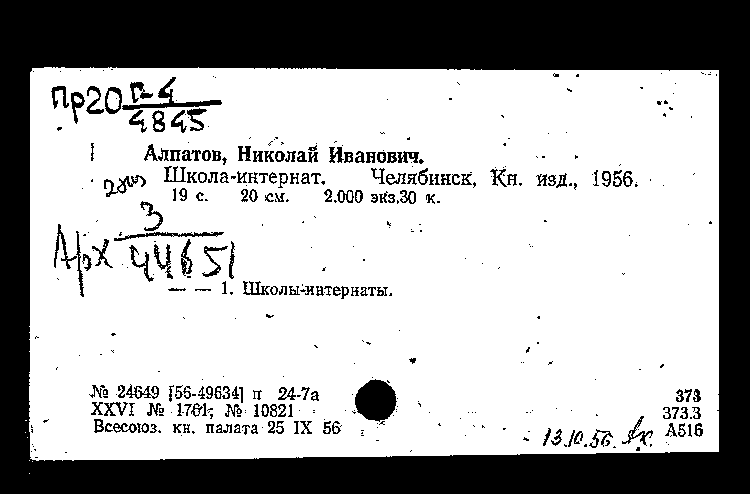 Пр20 П-4
4845
Алпатов, Николай Иванович.
2экз Школа-интернат. Челябинск, Кн. изд., 1956.
19 с. 20 см. 2.000 экз.30 к.
З
Арх 44651
— — 1. Школы-интернаты.
№ 24649 [56-49634] п 24-7а
XXVI № 1701; № 10821
Всесоюз. кн. палата 25 IX 56
373
373.3
А516
13.10.56.